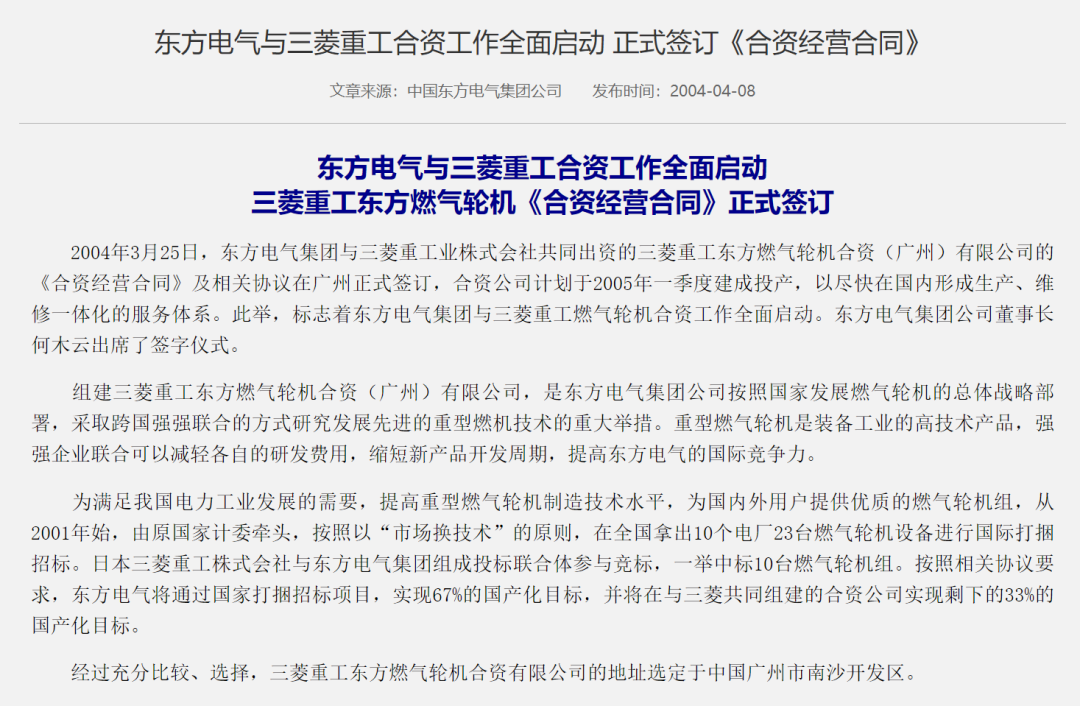 东方电气与三菱重工合资工作全面启动 正式签订《合资经营合同》
文章来源：中国东方电气集团公司 发布时间：2004-04-08
东方电气与三菱重工合资工作全面启动
三菱重工东方燃气轮机《合资经营合同》正式签订
2004年3月25日，东方电气集团与三菱重工业株式会社共同出资的三菱重工东方燃气轮机合资（广州）有限公司的
《合资经营合同》及相关协议在广州正式签订，合资公司计划于2005年一季度建成投产，以尽快在国内形成生产、维
修一体化的服务体系。此举，标志着东方电气集团与三菱重工燃气轮机合资工作全面启动。东方电气集团公司董事长
何木云出席了签字仪式。
组建三菱重工东方燃气轮机合资（广州）有限公司，是东方电气集团公司按照国家发展燃气轮机的总体战略部
署，采取跨国强强联合的方式研究发展先进的重型燃机技术的重大举措。重型燃气轮机是装备工业的高技术产品，强
强企业联合可以减轻各自的研发费用，缩短新产品开发周期，提高东方电气的国际竞争力。
为满足我国电力工业发展的需要，提高重型燃气轮机制造技术水平，为国内外用户提供优质的燃气轮机组，从
2001年始，由原国家计委牵头，按照以“市场换技术”的原则，在全国拿出10个电厂23台燃气轮机设备进行国际打捆
招标。日本三菱重工株式会社与东方电气集团组成投标联合体参与竞标，一举中标10台燃气轮机组。按照相关协议要
求，东方电气将通过国家打捆招标项目，实现67%的国产化目标，并将在与三菱共同组建的合资公司实现剩下的33%的
国产化目标。
经过充分比较、选择，三菱重工东方燃气轮机合资有限公司的地址选定于中国广州市南沙开发区。